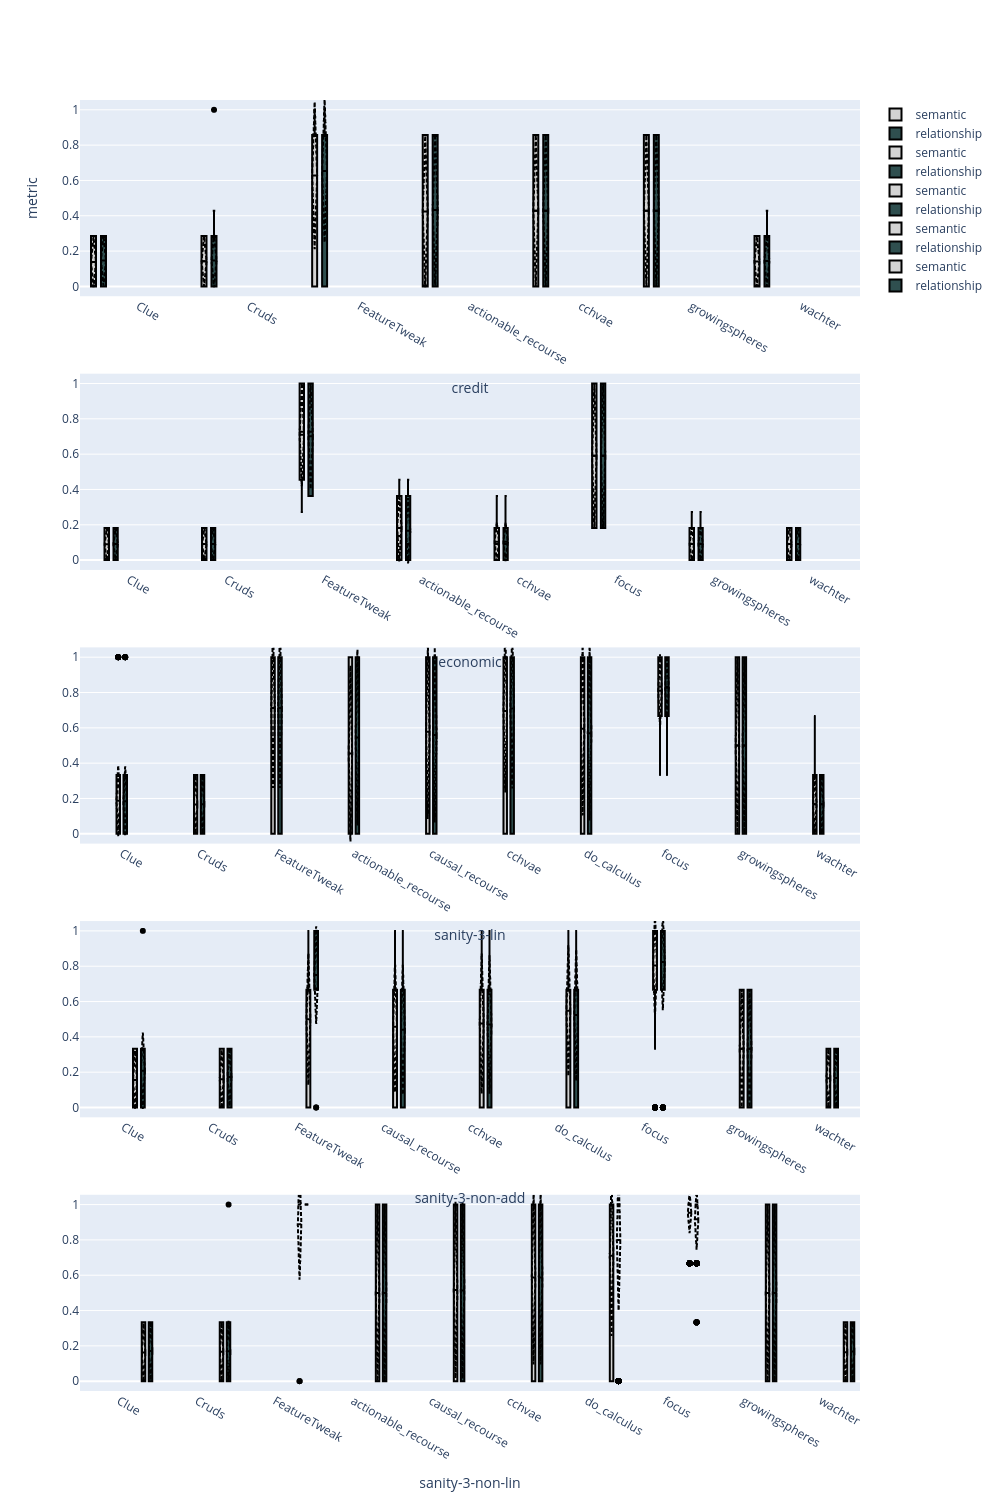 metric
1
0.8
0.6
0.4
0.2
0
Clue
Cruds
FeatureTweak
actionable_recourse
cchvae
growingspheres
wachter
semantic
relationship
semantic
relationship
semantic
relationship
semantic
relationship
semantic
relationship
credit
1
0.8
0.6
0.4
0.2
0
Clue
Cruds
FeatureTweak
actionable_recourse
cchvae
focus
growingspheres
wachter
economic
1
0.8
0.6
0.4
0.2
0
Clue
Cruds
FeatureTweak
actionable_recourse
causal_recourse
cchvae
do_calculus
focus
growingspheres
wachter
sanity-3-lin
1
0.8
0.6
0.4
0.2
0
Clue
Cruds
FeatureTweak
causal_recourse
cchvae
do_calculus
focus
growingspheres
wachter
sanity-3-non-add
1
0.8
0.6
0.4
0.2
0
Clue
Cruds
FeatureTweak
actionable_recourse
causal_recourse
cchvae
do_calculus
focus
growingspheres
wachter
sanity-3-non-lin